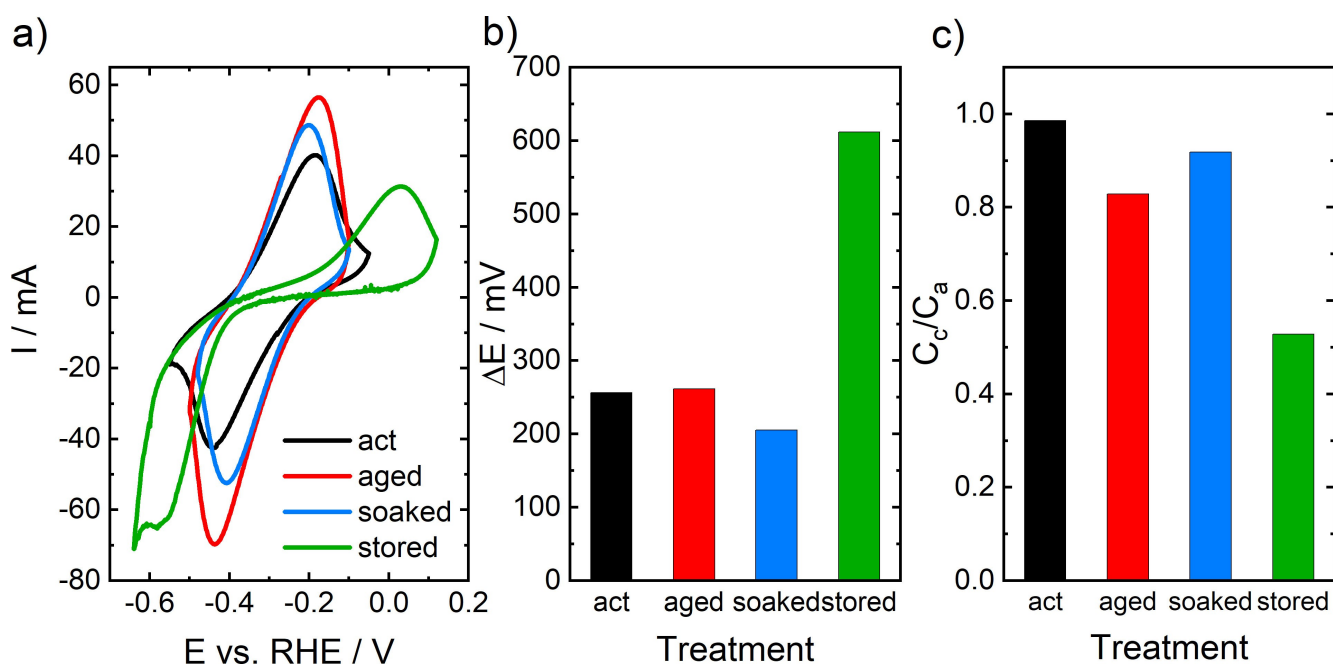 a)
I / mA
60
40
20
0
-20
-40
-60
-80
-0.6 -0.4 -0.2 0.0 0.2
E vs. RHE / V
act
aged
soaked
stored
b)
ΔE / mV
700
600
500
400
300
200
100
0
act aged soaked stored
Treatment
c)
C_c/C_a
1.0
0.8
0.6
0.4
0.2
0.0
act aged soaked stored
Treatment